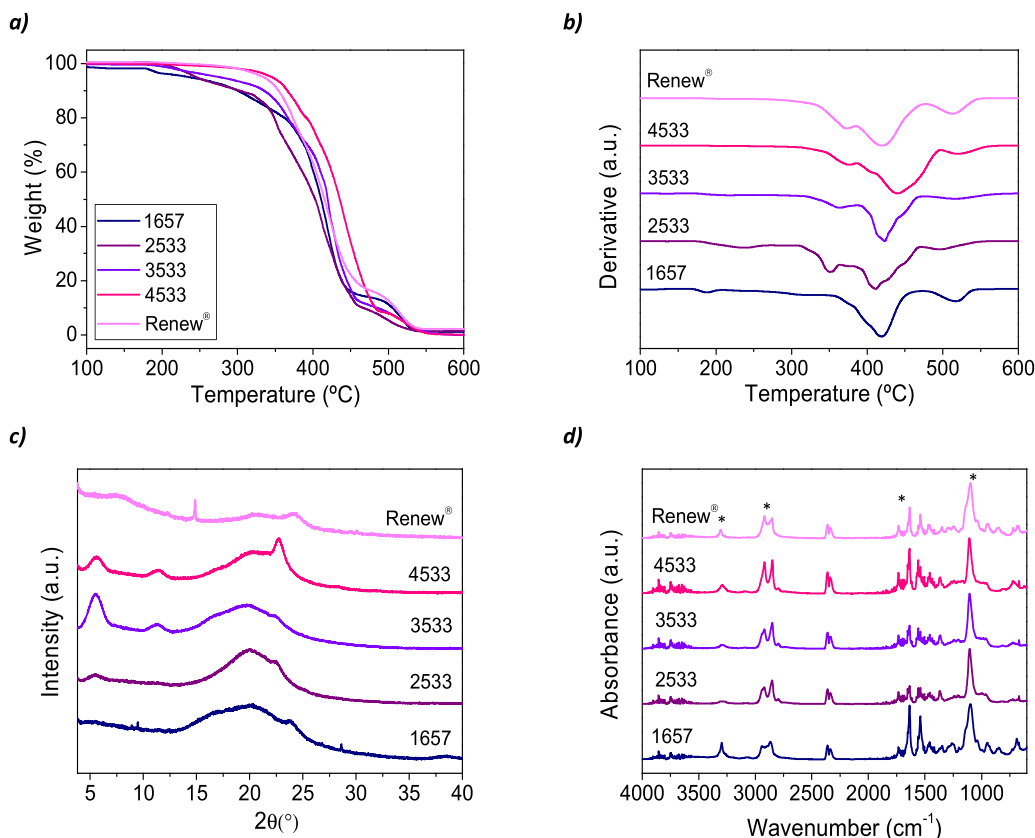 a)
100
80
60
40
20
0
Weight (%)
1657
2533
3533
4533
Renew®
100 200 300 400 500 600
Temperature (ºC)
b)
Derivative (a.u.)
Renew®
4533
3533
2533
1657
100 200 300 400 500 600
Temperature (ºC)
c)
Intensity (a.u.)
Renew®
4533
3533
2533
1657
5 10 15 20 25 30 35 40
2θ(°)
d)
Absorbance (a.u.)
* * * *
Renew®
4533
3533
2533
1657
4000 3500 3000 2500 2000 1500 1000
Wavenumber (cm⁻¹)